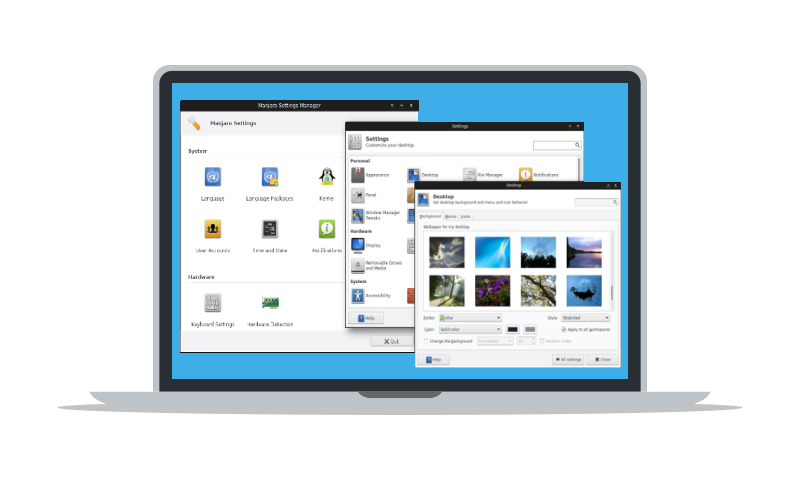 Manjaro Settings Manager
Manjaro Settings
System
Language
Language Packages
Kernel
User Accounts
Time and Date
Notifications
Hardware
Keyboard Settings
Hardware Detection
Quit
Settings
Settings
Customize your desktop
Personal
Appearance
Desktop
File Manager
Notifications
Panel
Window Manager
Tweaks
Hardware
Display
Removable Drives
and Media
System
Accessibility
Help
Desktop
Desktop
Set desktop background and menu and icon behavior
Background
Menus
Icons
Wallpaper for my desktop
Folder:
Style:
Stretched
Color:
Solid color
Apply to all workspaces
Change the background
Random Order
Help
All Settings
Close